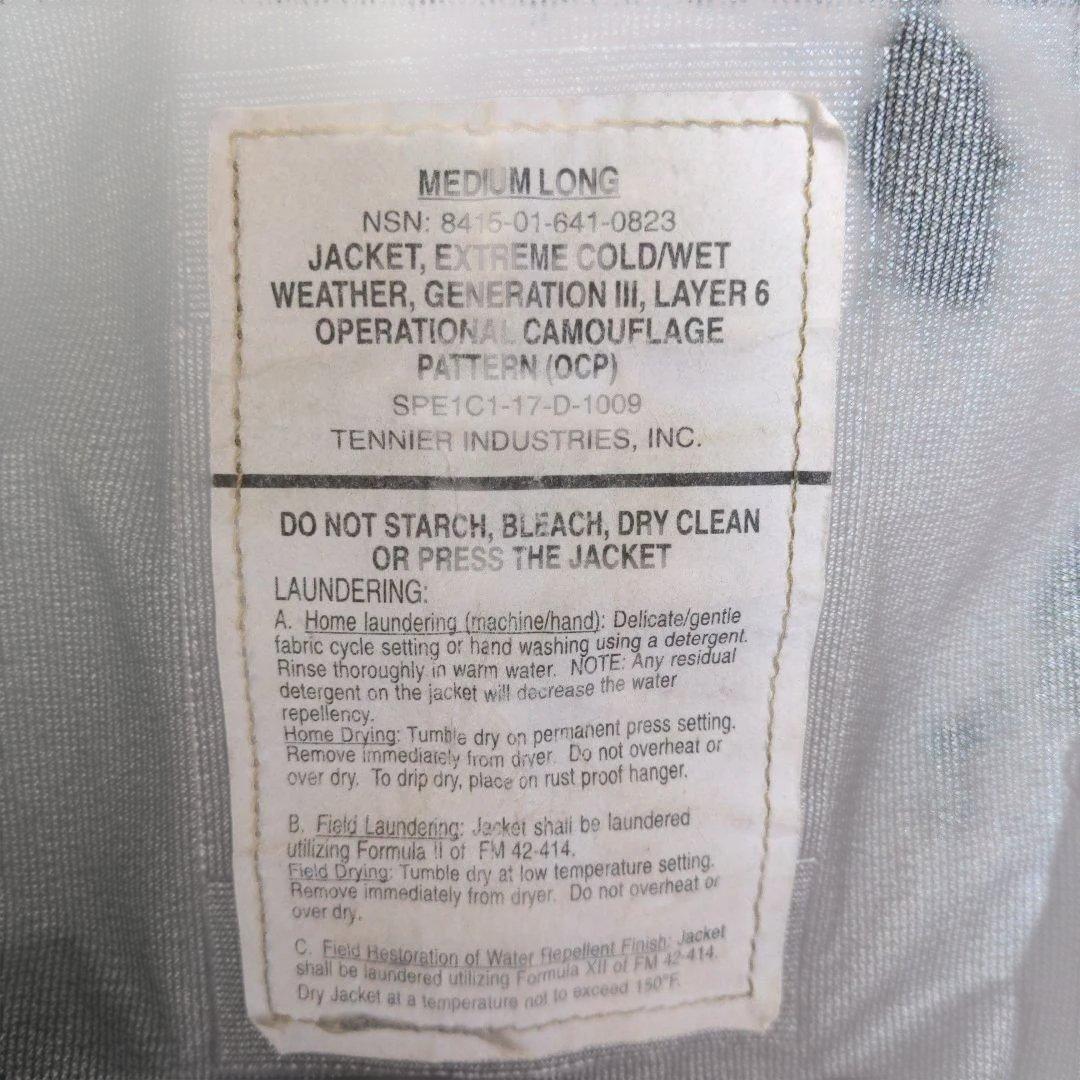 MEDIUM LONG
NSN: 8415-01-641-0823
JACKET, EXTREME COLD/WET
WEATHER, GENERATION III, LAYER 6
OPERATIONAL CAMOUFLAGE
PATTERN (OCP)
SPE1C1-17-D-1009
TENNIER INDUSTRIES, INC.
DO NOT STARCH, BLEACH, DRY CLEAN
OR PRESS THE JACKET
LAUNDERING:
A. Home laundering (machine/hand): Delicate/gentle
fabric cycle setting or hand washing using a detergent.
Rinse thoroughly in warm water. NOTE: Any residual
detergent on the jacket will decrease the water
repellency.
Home Drying: Tumble dry on permanent press setting.
Remove immediately from dryer. Do not overheat or
over dry. To drip dry, place on rust proof hanger.
B. Field Laundering: Jacket shall be laundered
utilizing Formula II of FM 42-414.
Field Drying: Tumble dry at low temperature setting.
Remove immediately from dryer. Do not overheat or
over dry.
C. Field Restoration of Water Repellent Finish: Jacket
shall be laundered utilizing Formula XII of FM 42-414.
Dry Jacket at a temperature not to exceed 150°F.